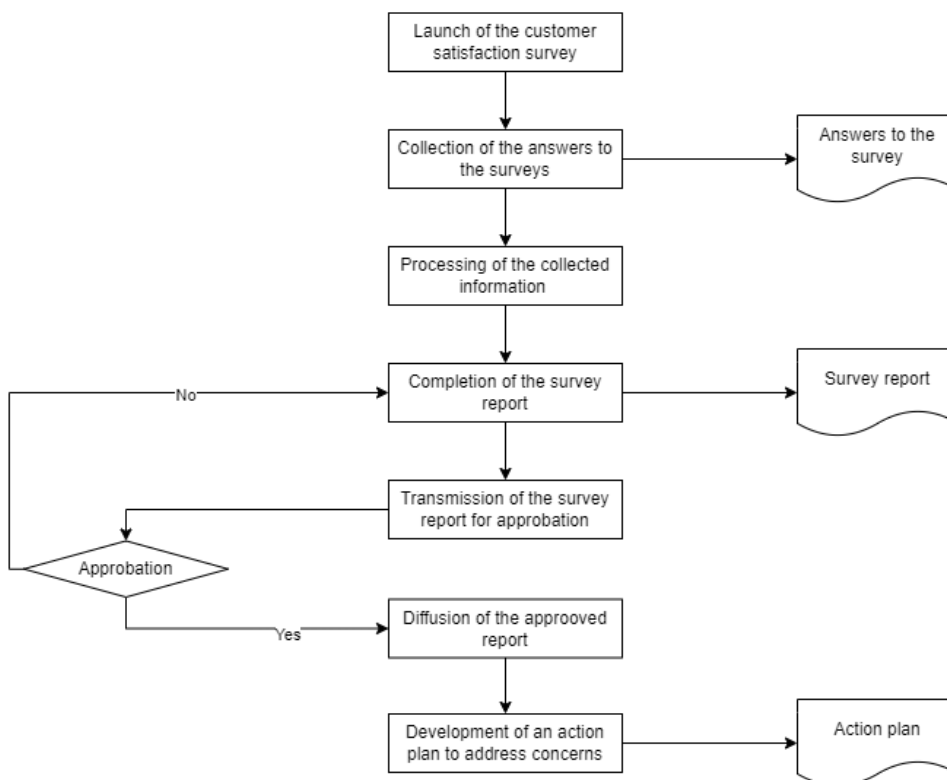 Launch of the customer
satisfaction survey
Collection of the answers to
the surveys
Answers to the
survey
Processing of the collected
information
Completion of the survey
report
Survey report
No
Transmission of the survey
report for approbation
Approbation
Yes
Diffusion of the approoved
report
Development of an action
plan to address concerns
Action plan